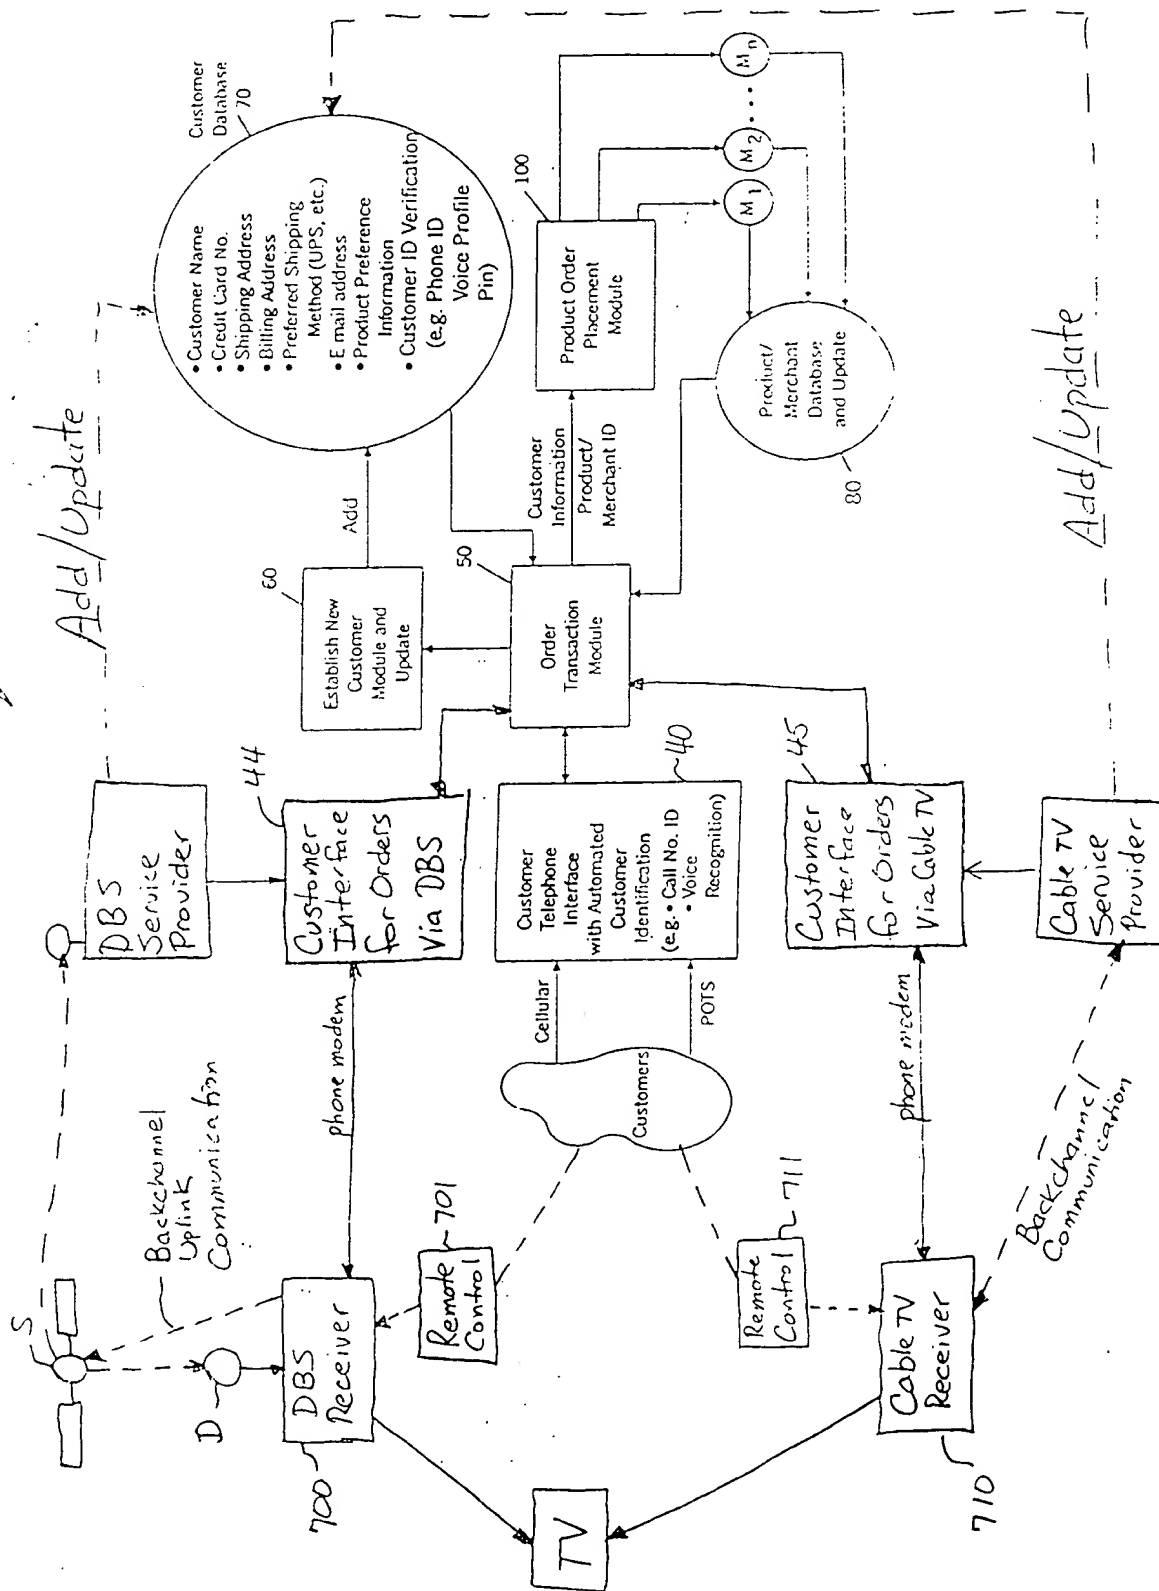 Add/Update
Customer
Database
70
• Customer Name
• Credit Card No.
• Shipping Address
• Billing Address
• Preferred Shipping
Method (UPS, etc.)
• E mail address
• Product Preference
Information
• Customer ID Verification
(e.g. Phone ID
Voice Profile
Pin)
S
Backchannel
Uplink
Communication
D
DBS
Service
Provider
44
Customer
Interface
for Orders
Via DBS
phone modem
700
DBS
Receiver
701
Remote
Control
60
Establish New
Customer
Module and
Update
Add
50
Order
Transaction
Module
Customer
Information
Product/
Merchant ID
100
Product Order
Placement
Module
M1
M2
....
Mn
Product/
Merchant
Database
and Update
80
TV
Customers
Cellular
POTS
40
Customer
Telephone
Interface
with Automated
Customer
Identification
(e.g. • Call No. ID
• Voice
Recognition)
711
Remote
Control
45
Customer
Interface
for Orders
Via Cable TV
phone modem
Cable TV
Receiver
710
Backchannel
Communication
Cable TV
Service
Provider
Add/Update